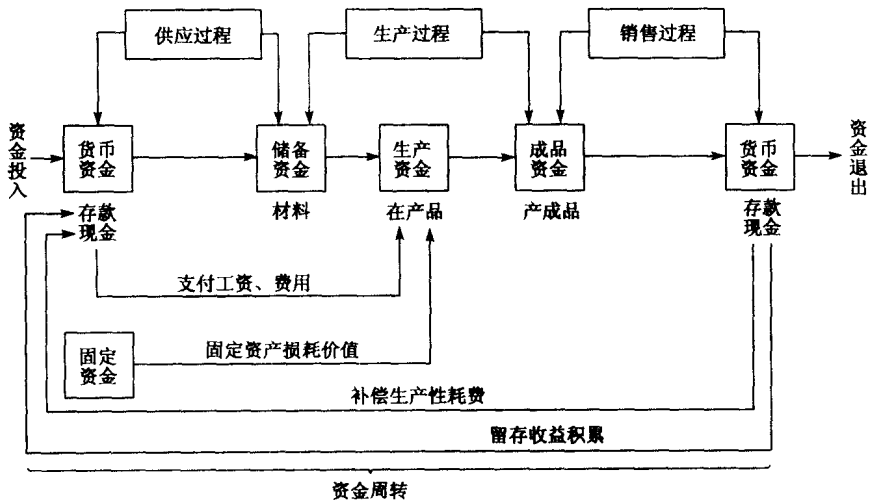 供应过程
生产过程
销售过程
资金投入
货币
资金
储备
资金
生产
资金
成品
资金
货币
资金
资金退出
存款
现金
材料
在产品
产成品
存款
现金
支付工资、费用
固定
资金
固定资产损耗价值
补偿生产性耗费
留存收益积累
资金周转